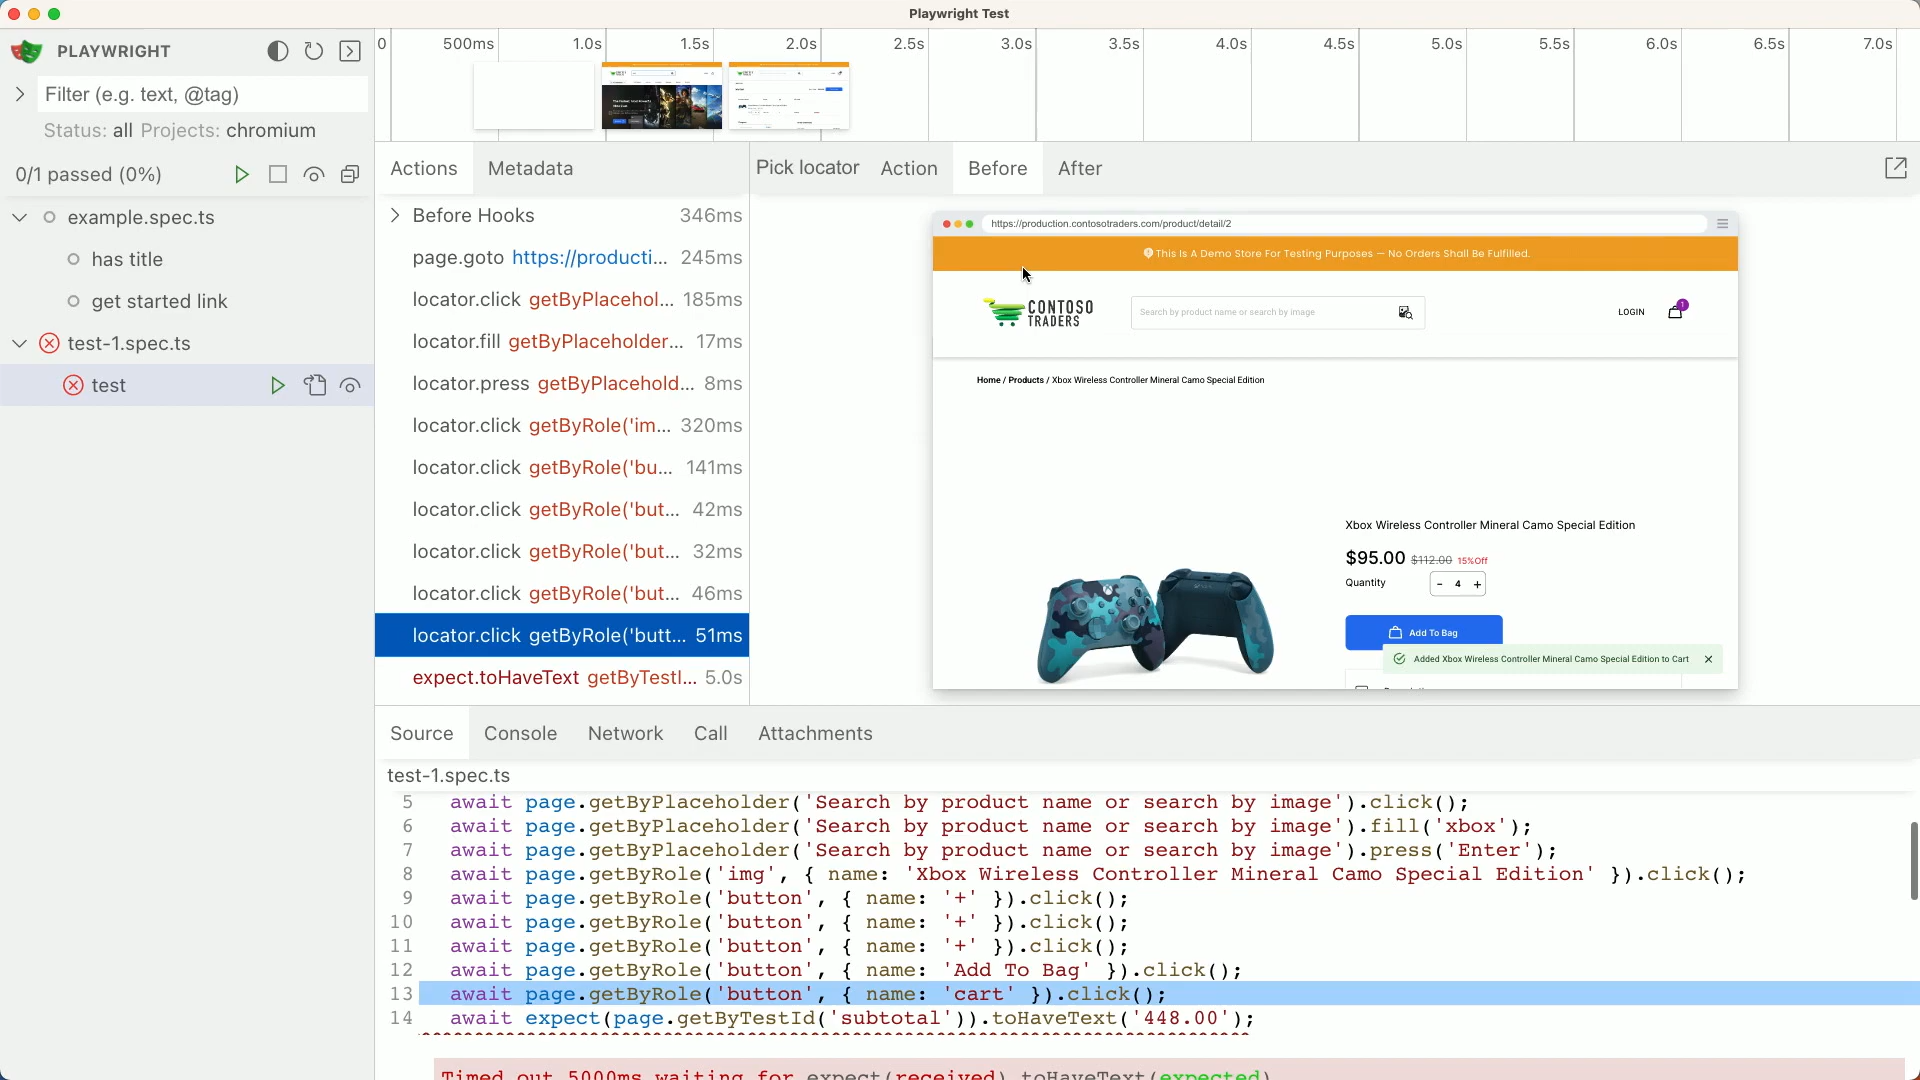 Playwright Test
PLAYWRIGHT
Filter (e.g. text, @tag)
Status: all Projects: chromium
0/1 passed (0%)
example.spec.ts
has title
get started link
test-1.spec.ts
test
0 500ms 1.0s 1.5s 2.0s 2.5s 3.0s 3.5s 4.0s 4.5s 5.0s 5.5s 6.0s 6.5s 7.0s
Actions Metadata
Before Hooks 346ms
page.goto https://producti... 245ms
locator.click getByPlacehol... 185ms
locator.fill getByPlaceholder... 17ms
locator.press getByPlacehold... 8ms
locator.click getByRole('im... 320ms
locator.click getByRole('bu... 141ms
locator.click getByRole('but... 42ms
locator.click getByRole('but... 32ms
locator.click getByRole('but... 46ms
locator.click getByRole('butt... 51ms
expect.toHaveText getByTestI... 5.0s
Pick locator Action Before After
https://production.contosotraders.com/product/detail/2
This Is A Demo Store For Testing Purposes — No Orders Shall Be Fulfilled.
CONTOSO
TRADERS
Search by product name or search by image
LOGIN
1
Home / Products / Xbox Wireless Controller Mineral Camo Special Edition
Xbox Wireless Controller Mineral Camo Special Edition
$95.00 $112.00 15%Off
Quantity - 4 +
Add To Bag
Added Xbox Wireless Controller Mineral Camo Special Edition to Cart
Source Console Network Call Attachments
test-1.spec.ts
5 await page.getByPlaceholder('Search by product name or search by image').click();
6 await page.getByPlaceholder('Search by product name or search by image').fill('xbox');
7 await page.getByPlaceholder('Search by product name or search by image').press('Enter');
8 await page.getByRole('img', { name: 'Xbox Wireless Controller Mineral Camo Special Edition' }).click();
9 await page.getByRole('button', { name: '+' }).click();
10 await page.getByRole('button', { name: '+' }).click();
11 await page.getByRole('button', { name: '+' }).click();
12 await page.getByRole('button', { name: 'Add To Bag' }).click();
13 await page.getByRole('button', { name: 'cart' }).click();
14 await expect(page.getByTestId('subtotal')).toHaveText('448.00');
Timed out 5000ms waiting for expect(received).toHaveText(expected)